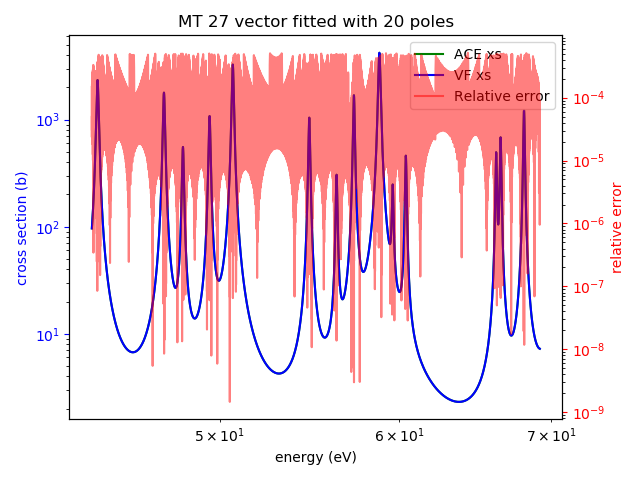 MT 27 vector fitted with 20 poles
ACE xs
VF xs
Relative error
cross section (b)
10³
10²
10¹
relative error
10⁻⁴
10⁻⁵
10⁻⁶
10⁻⁷
10⁻⁸
10⁻⁹
5 × 10¹ 6 × 10¹ 7 × 10¹
energy (eV)